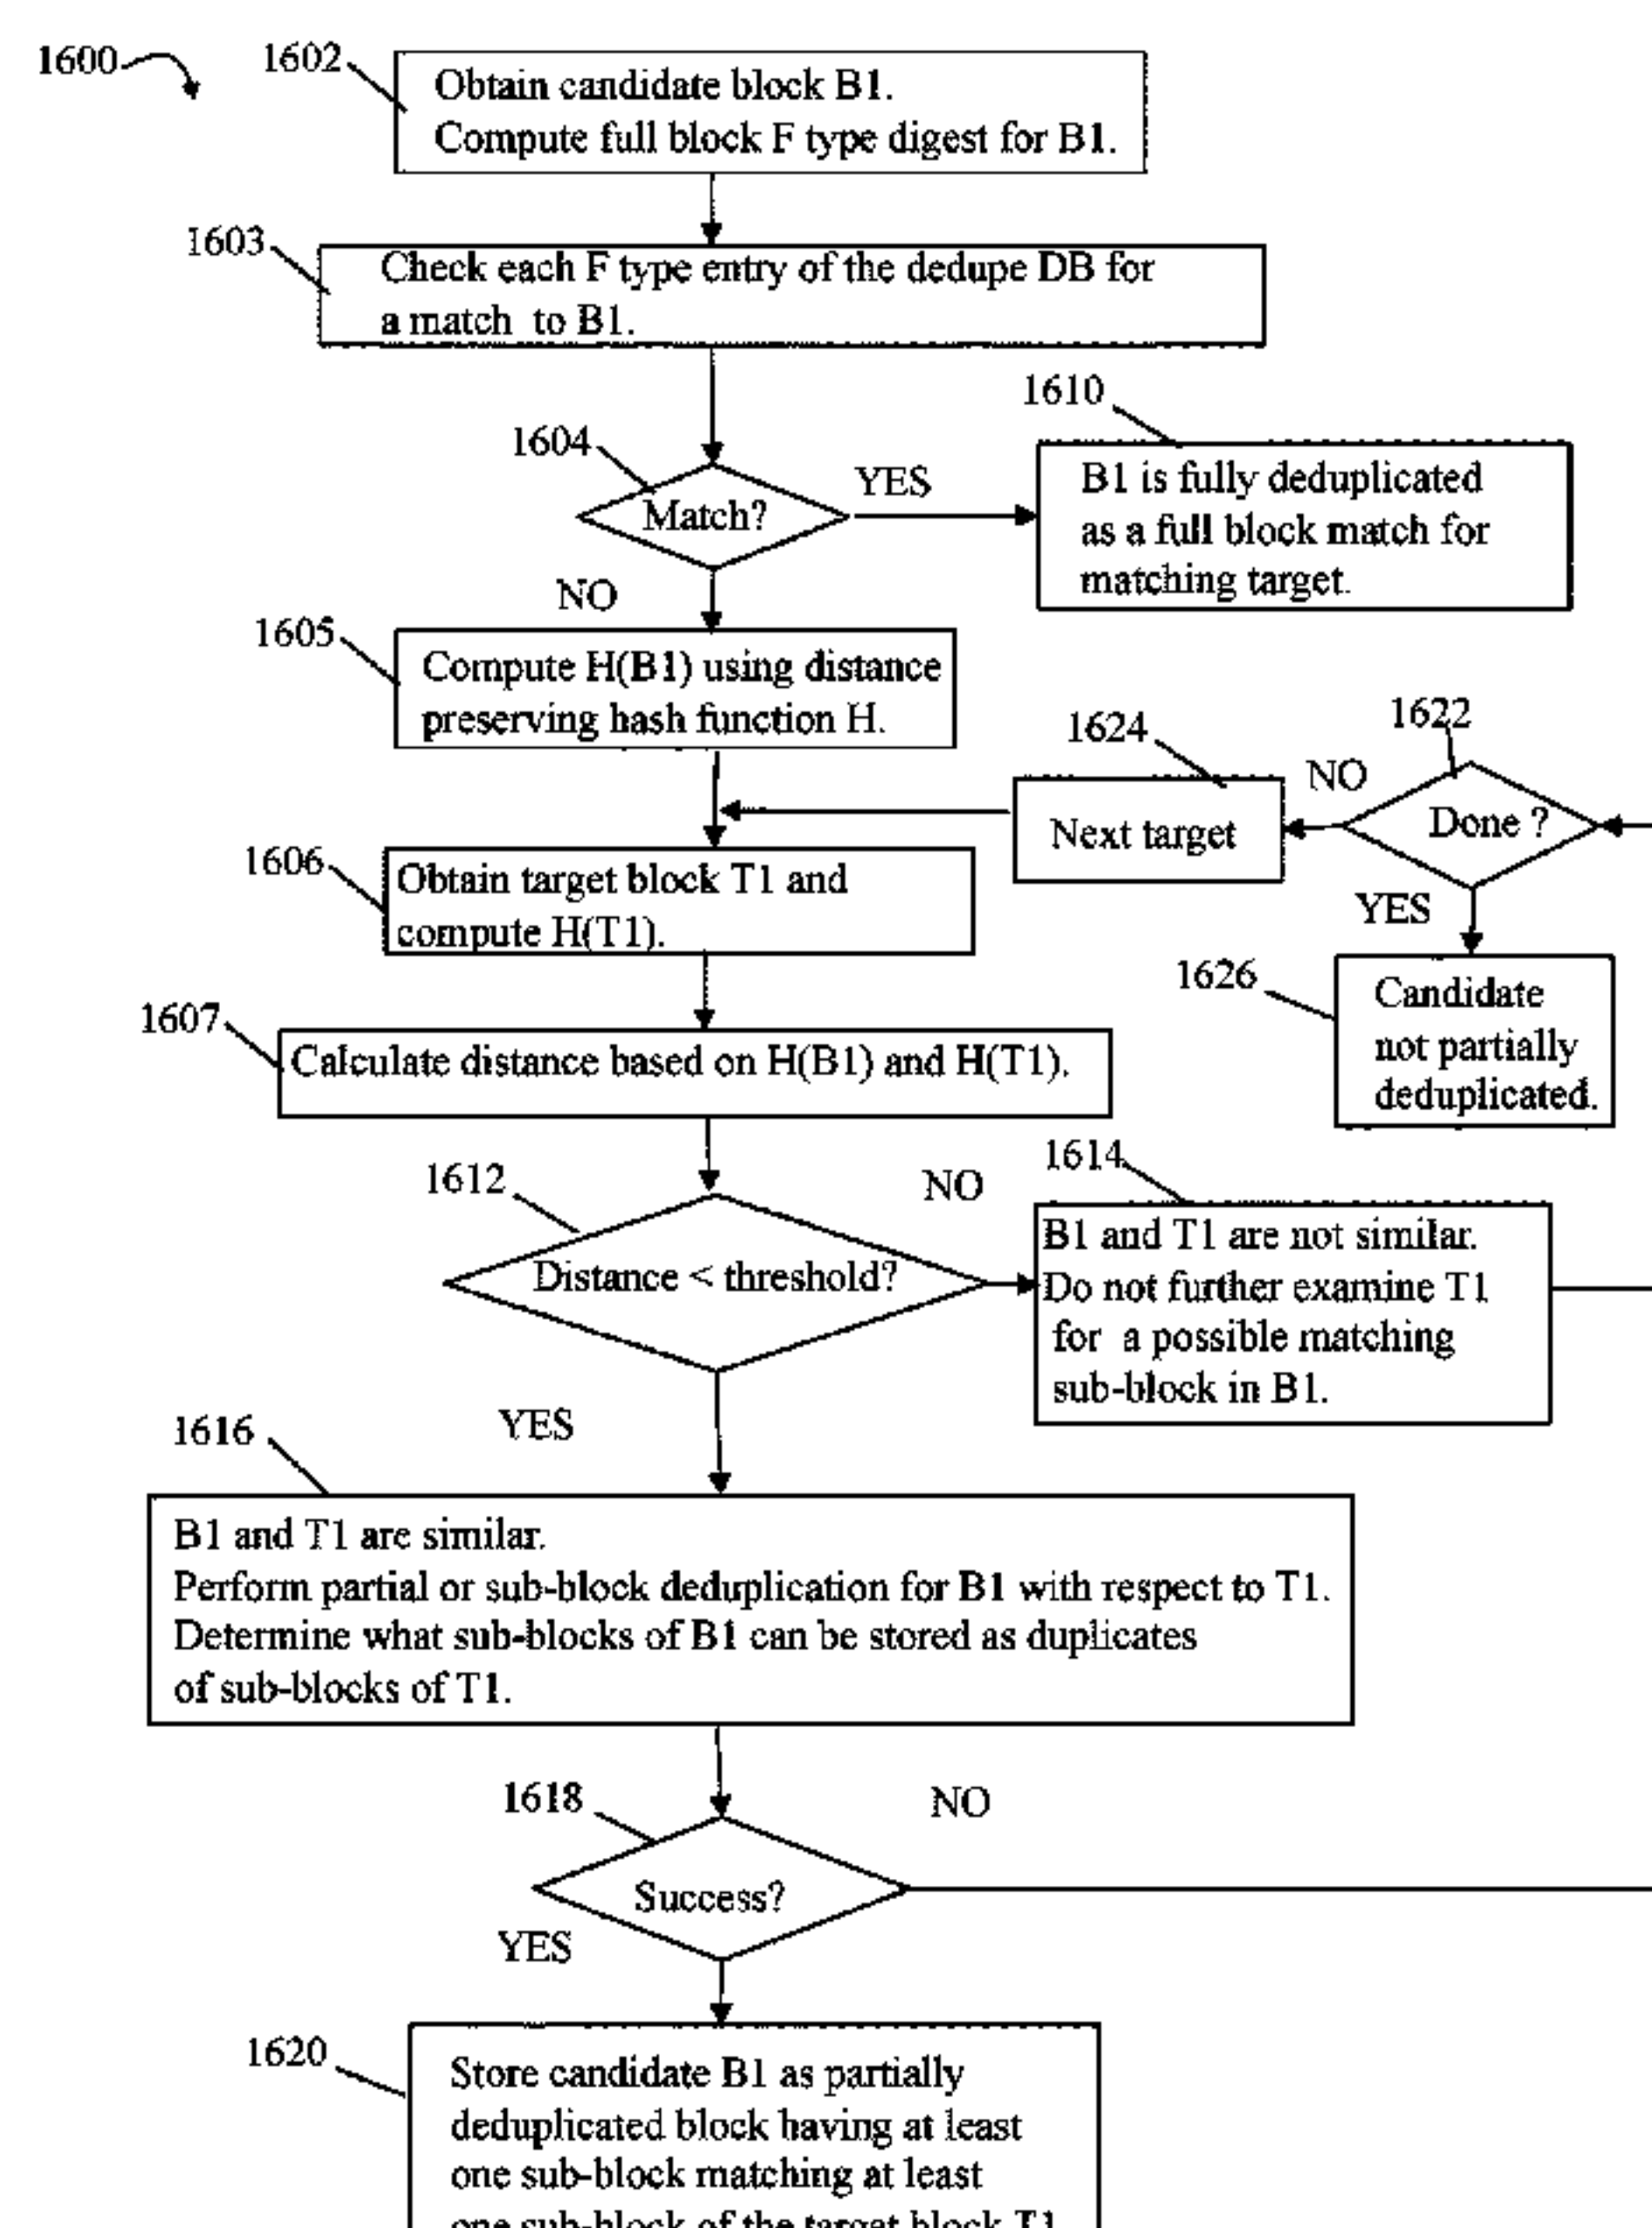 1600
1602
Obtain candidate block B1.
Compute full block F type digest for B1.
1603
Check each F type entry of the dedupe DB for
a match to B1.
1610
1604
Match?
YES
B1 is fully deduplicated
as a full block match for
matching target.
NO
1605
Compute H(B1) using distance
preserving hash function H.
1622
1624
NO
Done ?
Next target
1606
Obtain target block T1 and
compute H(T1).
YES
1626
Candidate
not partially
deduplicated.
1607
Calculate distance based on H(B1) and H(T1).
1612
NO
1614
Distance < threshold?
B1 and T1 are not similar.
Do not further examine T1
for a possible matching
sub-block in B1.
YES
1616
B1 and T1 are similar.
Perform partial or sub-block deduplication for B1 with respect to T1.
Determine what sub-blocks of B1 can be stored as duplicates
of sub-blocks of T1.
1618
NO
Success?
YES
1620
Store candidate B1 as partially
deduplicated block having at least
one sub-block matching at least
one sub-block of the target block T1